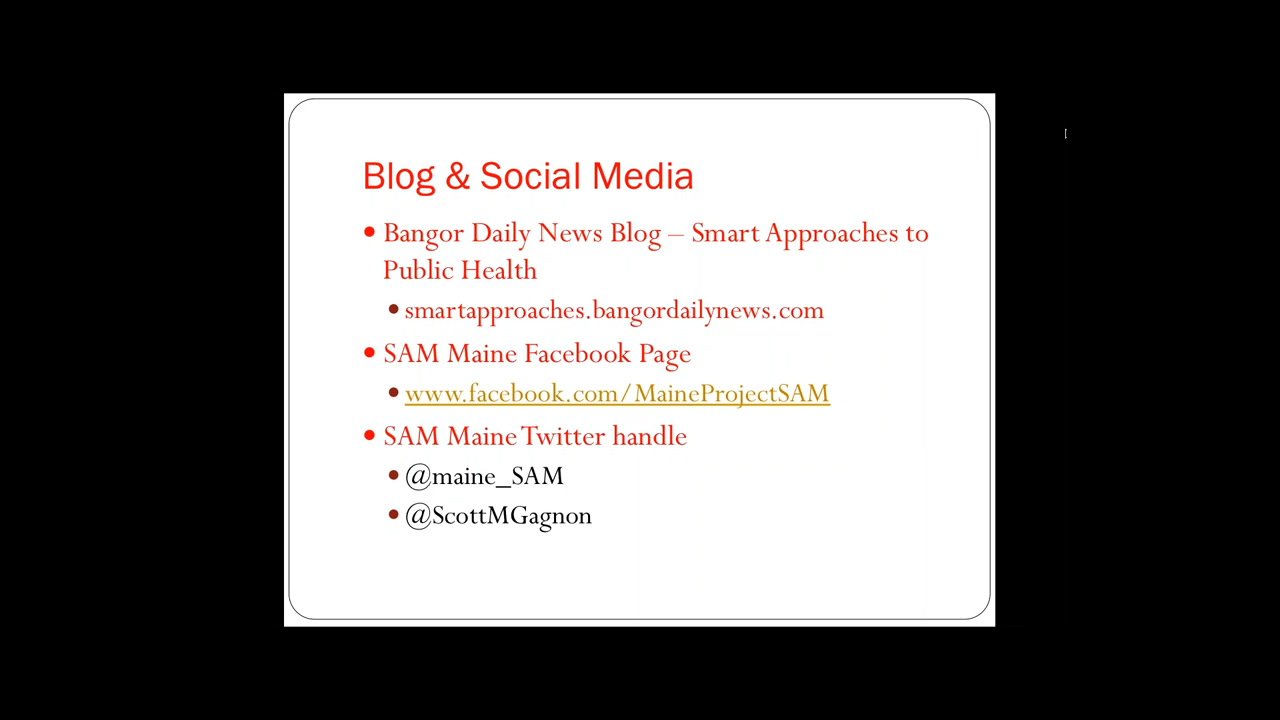 Blog & Social Media
• Bangor Daily News Blog – Smart Approaches to
Public Health
• smartapproaches.bangordailynews.com
• SAM Maine Facebook Page
• www.facebook.com/MaineProjectSAM
• SAM Maine Twitter handle
• @maine_SAM
• @ScottMGagnon